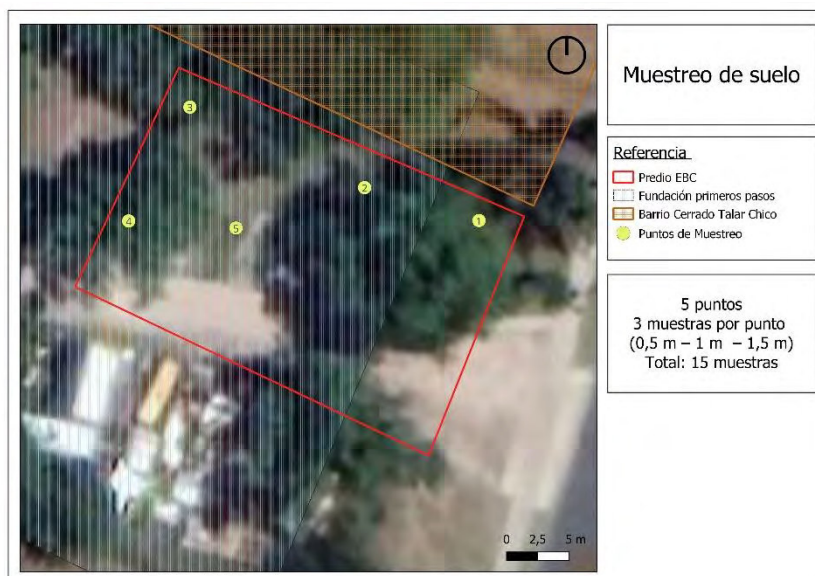 Muestreo de suelo
Referencia
Predio EBC
Fundación primeros pasos
Barrio Cerrado Talar Chico
Puntos de Muestreo
5 puntos
3 muestras por punto
(0,5 m – 1 m – 1,5 m)
Total: 15 muestras
3
2
1
4
5
0 2,5 5 m